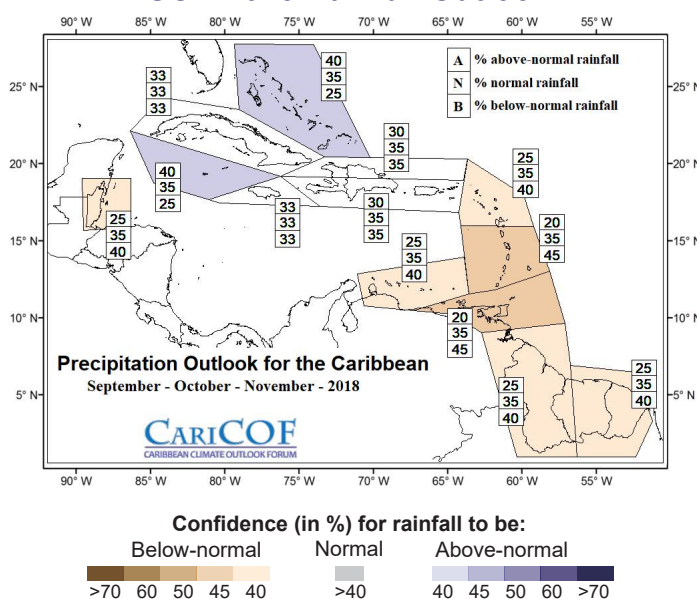 90° W 85° W 80° W 75° W 70° W 65° W 60° W 55° W
A % above-normal rainfall
N % normal rainfall
B % below-normal rainfall
25° N
20° N
15° N
10° N
5° N
25° N
20° N
15° N
10° N
5° N
40
35
25
33
33
33
30
35
35
25
35
40
40
35
25
20
35
45
25
35
40
33
33
33
30
35
35
25
35
40
20
35
45
25
35
40
25
35
40
Precipitation Outlook for the Caribbean
September - October - November - 2018
CARICOF
CARIBBEAN CLIMATE OUTLOOK FORUM
90° W 85° W 80° W 75° W 70° W 65° W 60° W 55° W
Confidence (in %) for rainfall to be:
Below-normal Normal Above-normal
>70 60 50 45 40 >40 40 45 50 60 >70